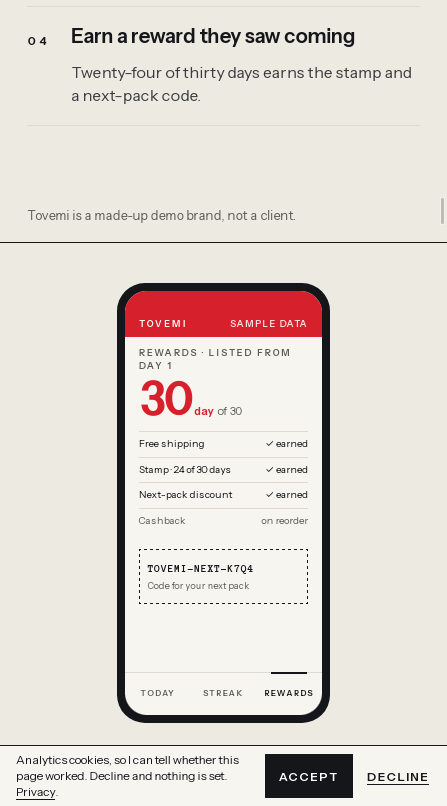 04
Earn a reward they saw coming
Twenty-four of thirty days earns the stamp and
a next-pack code.
Tovemi is a made-up demo brand, not a client.
TOVEMI SAMPLE DATA
REWARDS · LISTED FROM
DAY 1
30 day of 30
Free shipping ✓ earned
Stamp · 24 of 30 days ✓ earned
Next-pack discount ✓ earned
Cashback on reorder
TOVEMI-NEXT-K7Q4
Code for your next pack
TODAY STREAK REWARDS
Analytics cookies, so I can tell whether this
page worked. Decline and nothing is set.
Privacy.
ACCEPT DECLINE